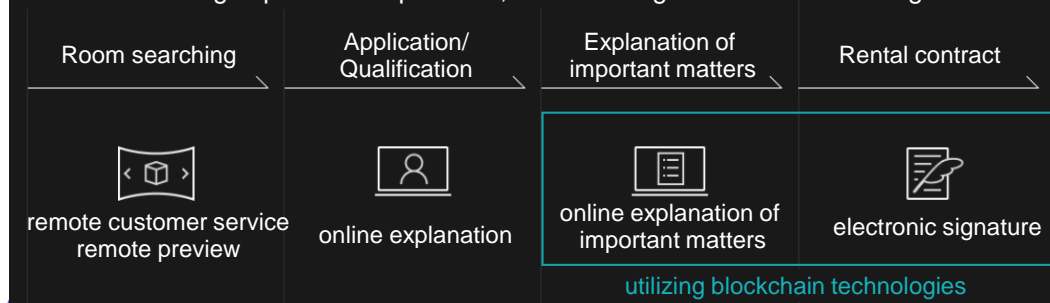 Room searching
Application/
Qualification
Explanation of
important matters
Rental contract
remote customer service
remote preview
online explanation
online explanation of
important matters
electronic signature
utilizing blockchain technologies